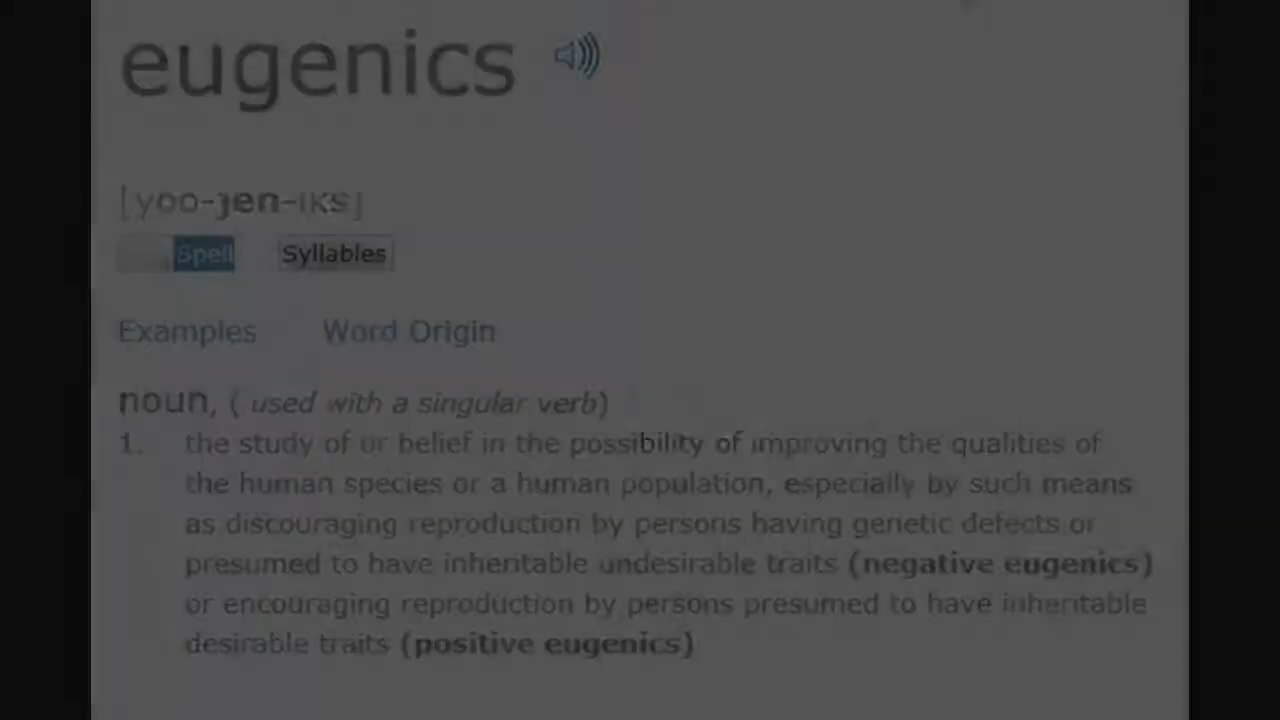 eugenics
[yoo-jen-iks]
Spell Syllables
Examples Word Origin
noun, ( used with a singular verb)
1. the study of or belief in the possibility of improving the qualities of
the human species or a human population, especially by such means
as discouraging reproduction by persons having genetic defects or
presumed to have inheritable undesirable traits (negative eugenics)
or encouraging reproduction by persons presumed to have inheritable
desirable traits (positive eugenics)